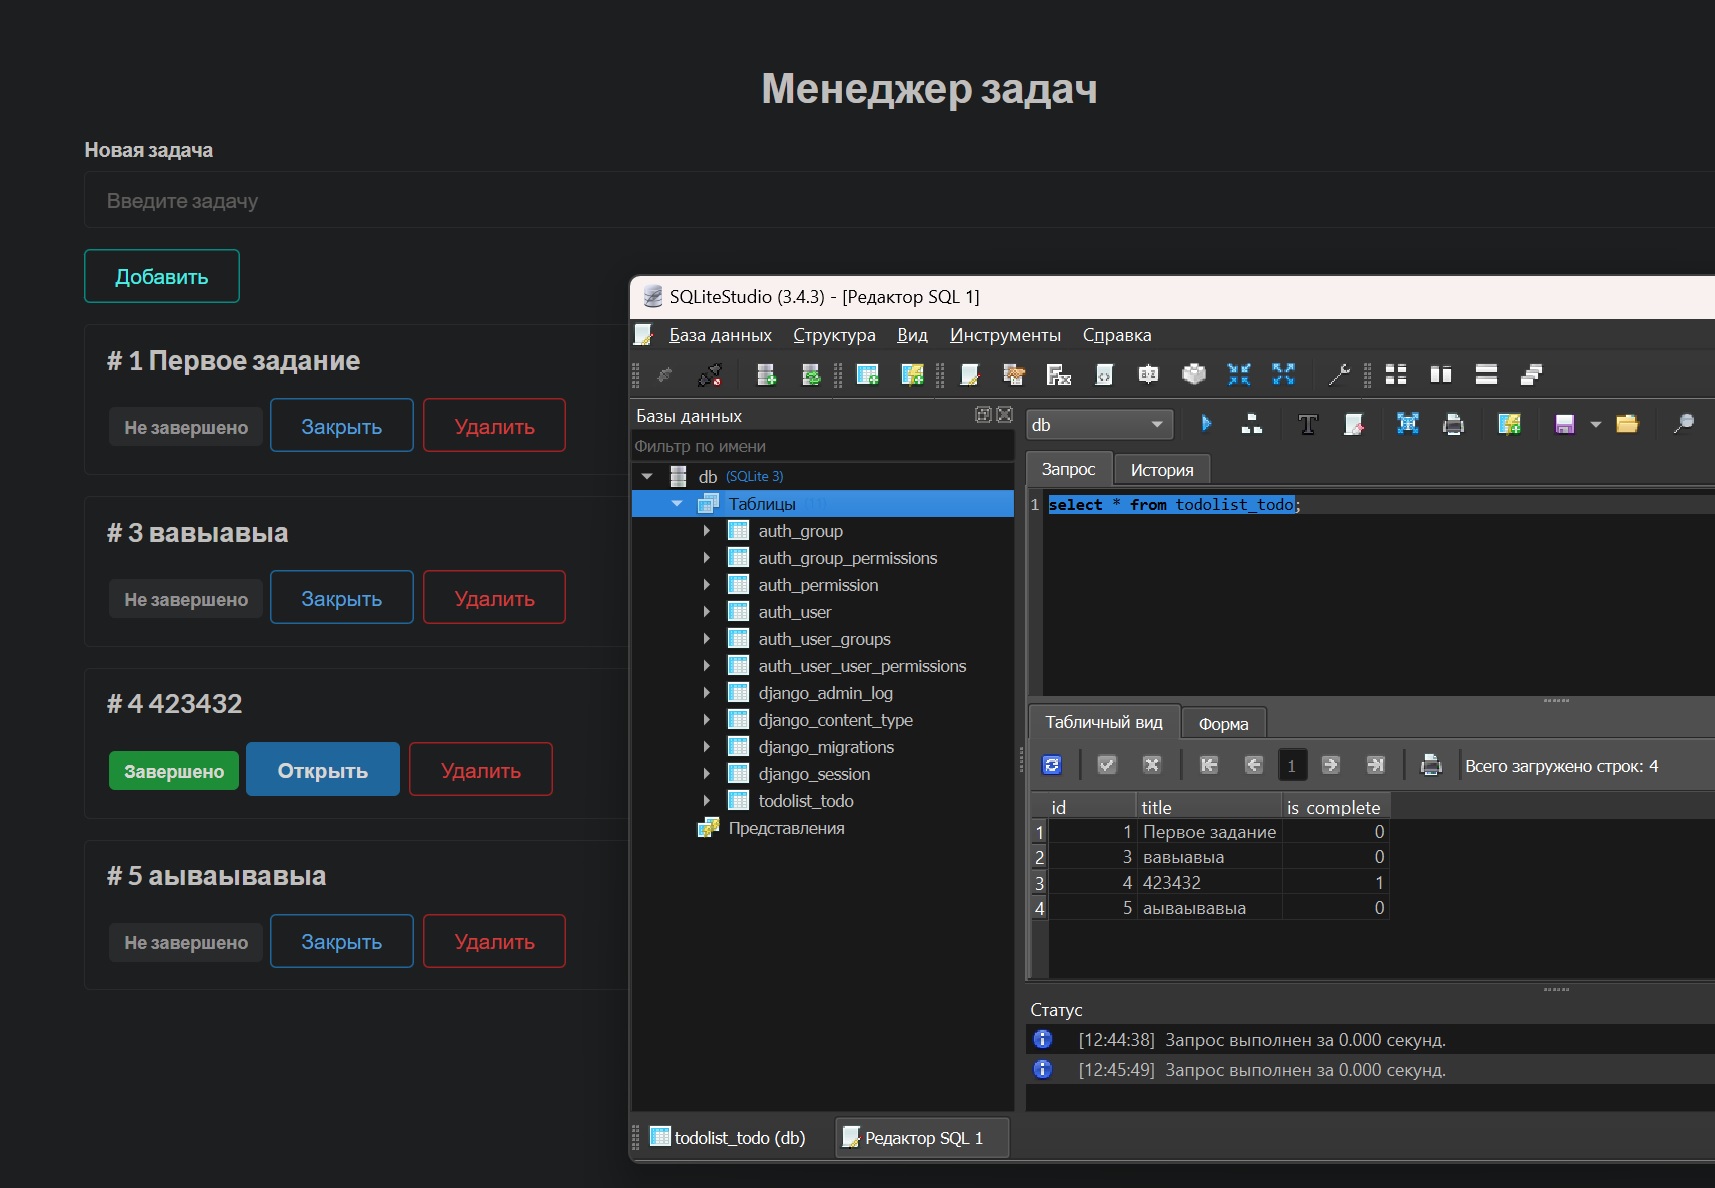 Менеджер задач
Новая задача
Введите задачу
Добавить
# 1 Первое задание
Не завершено Закрыть Удалить
# 3 вавыавыа
Не завершено Закрыть Удалить
# 4 423432
Завершено Открыть Удалить
# 5 аываывавыа
Не завершено Закрыть Удалить
SQLiteStudio (3.4.3) - [Редактор SQL 1]
База данных Структура Вид Инструменты Справка
Базы данных
Фильтр по имени
db (SQLite 3)
Таблицы (11)
auth_group
auth_group_permissions
auth_permission
auth_user
auth_user_groups
auth_user_user_permissions
django_admin_log
django_content_type
django_migrations
django_session
todolist_todo
Представления
db
Запрос История
1 select * from todolist_todo;
Табличный вид Форма
1 Всего загружено строк: 4
id title is_complete
1 1 Первое задание 0
2 3 вавыавыа 0
3 4 423432 1
4 5 аываывавыа 0
Статус
[12:44:38] Запрос выполнен за 0.000 секунд.
[12:45:49] Запрос выполнен за 0.000 секунд.
todolist_todo (db) Редактор SQL 1